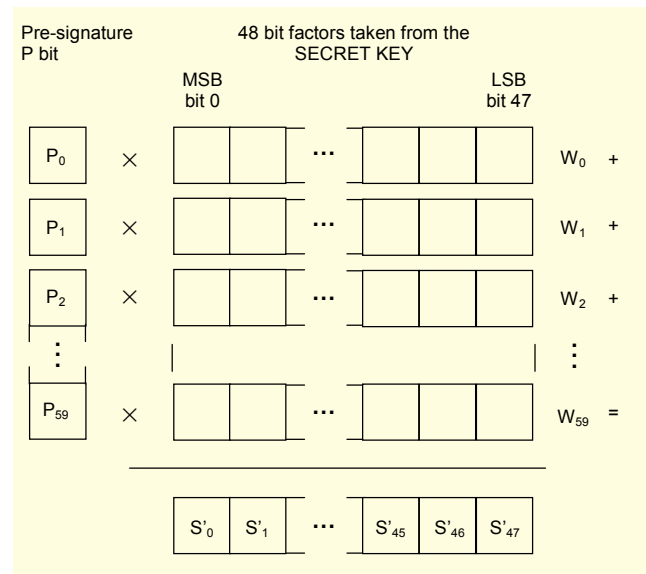 Pre-signature 48 bit factors taken from the
P bit SECRET KEY
MSB LSB
bit 0 bit 47
P₀ × ... W₀ +
P₁ × ... W₁ +
P₂ × ... W₂ +
⋮ ⋮
P₅₉ × ... W₅₉ =
S'₀ S'₁ ... S'₄₅ S'₄₆ S'₄₇